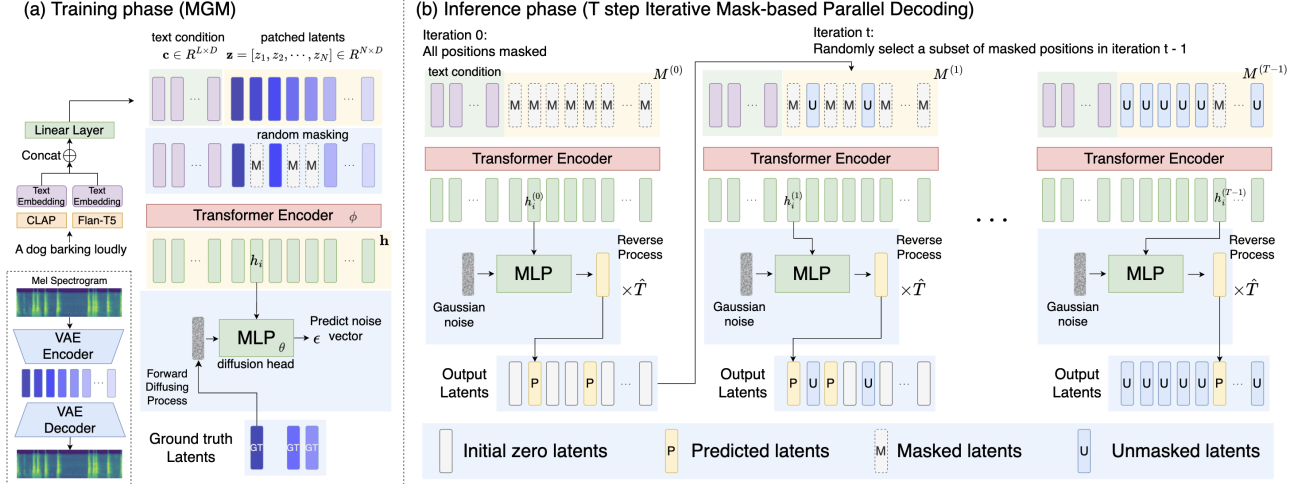 (a) Training phase (MGM)
text condition
patched latents
c ∈ R^{L×D}
z = [z_1, z_2, ⋯, z_N] ∈ R^{N×D}
...
...
random masking
M
M
M
...
...
Linear Layer
Concat
Text
Embedding
Text
Embedding
CLAP
Flan-T5
A dog barking loudly
Transformer Encoder ϕ
h
h_i
...
...
Mel Spectrogram
VAE
Encoder
...
VAE
Decoder
MLP_θ
diffusion head
ϵ
Predict noise
vector
Forward
Diffusing
Process
Ground truth
Latents
GT
GT
GT
(b) Inference phase (T step Iterative Mask-based Parallel Decoding)
Iteration 0:
All positions masked
text condition
M^{(0)}
...
M M M M M M ... M
Transformer Encoder
... h_i^{(0)} ...
Reverse
Process
MLP
×T̂
Gaussian
noise
Output
Latents
P P ...
Iteration t:
Randomly select a subset of masked positions in iteration t - 1
M^{(1)}
...
M U M M U M ... M
Transformer Encoder
... h_i^{(1)} ...
Reverse
Process
MLP
×T̂
Gaussian
noise
Output
Latents
P U P U ...
...
M^{(T-1)}
...
U U U U U M ... U
Transformer Encoder
... h_i^{(T-1)} ...
Reverse
Process
MLP
×T̂
Gaussian
noise
Output
Latents
U U U U U P ... U
Initial zero latents
P Predicted latents
M Masked latents
U Unmasked latents